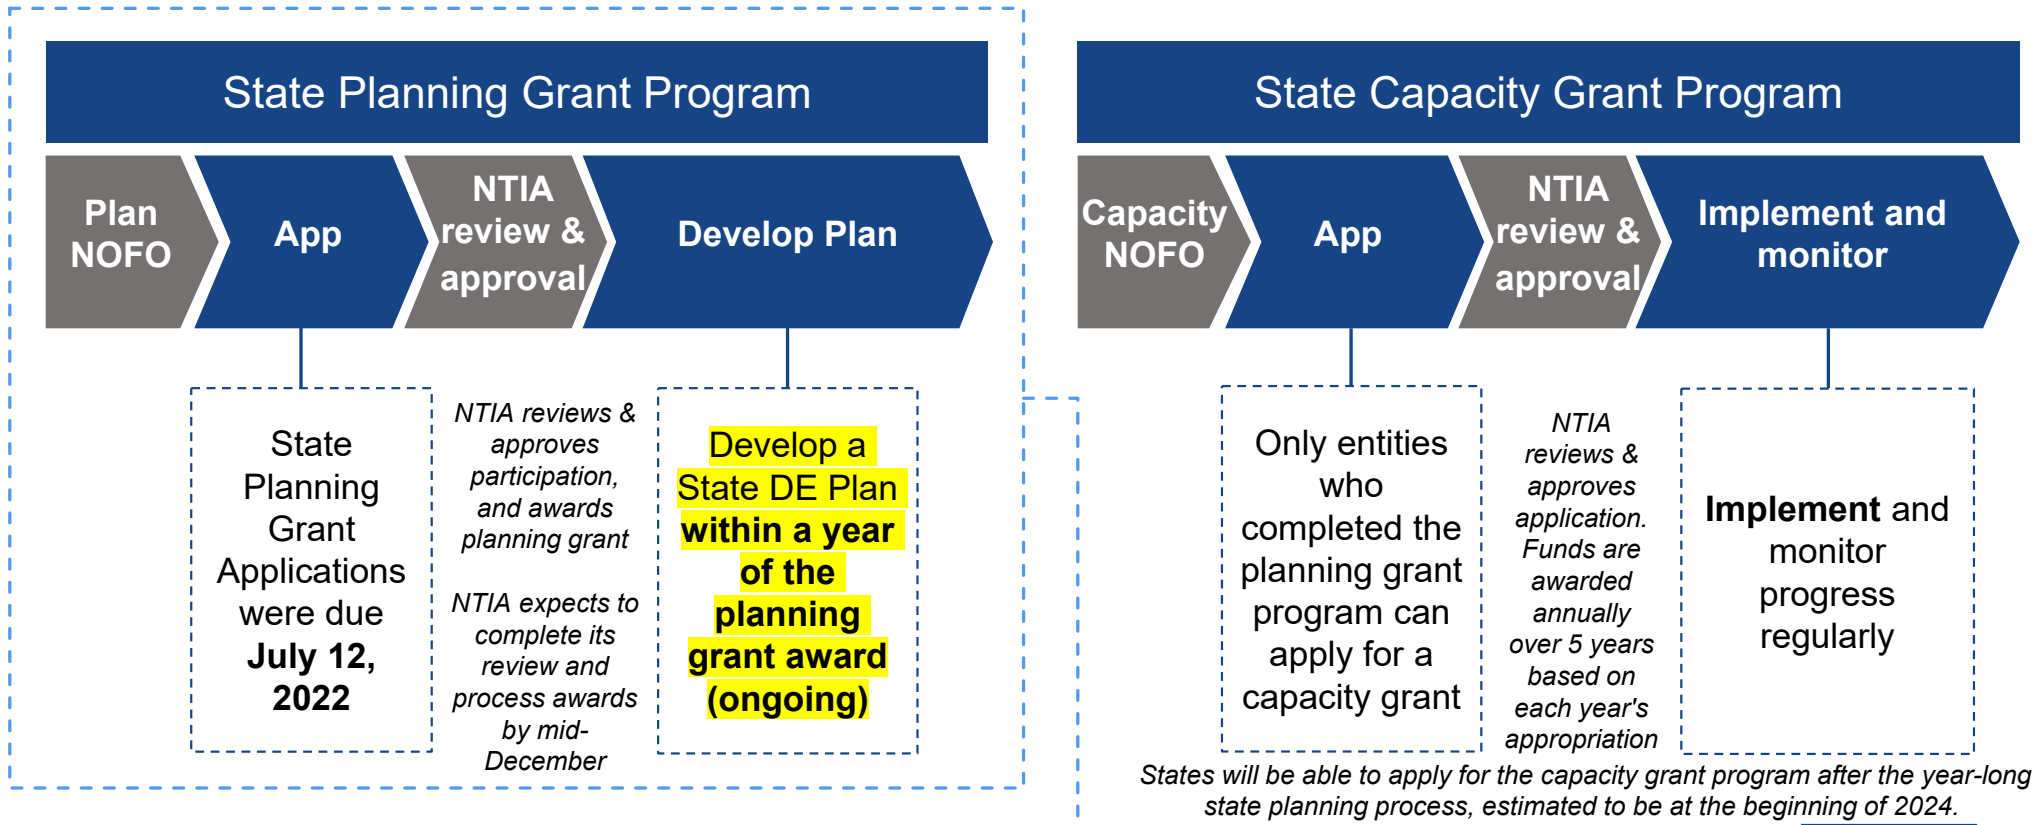 State Planning Grant Program
Plan
NOFO
App
NTIA
review &
approval
Develop Plan
State
Planning
Grant
Applications
were due
July 12,
2022
NTIA reviews &
approves
participation,
and awards
planning grant
NTIA expects to
complete its
review and
process awards
by mid-
December
Develop a
State DE Plan
within a year
of the
planning
grant award
(ongoing)
State Capacity Grant Program
Capacity
NOFO
App
NTIA
review &
approval
Implement and
monitor
Only entities
who
completed the
planning grant
program can
apply for a
capacity grant
NTIA
reviews &
approves
application.
Funds are
awarded
annually
over 5 years
based on
each year's
appropriation
Implement and
monitor
progress
regularly
States will be able to apply for the capacity grant program after the year-long
state planning process, estimated to be at the beginning of 2024.